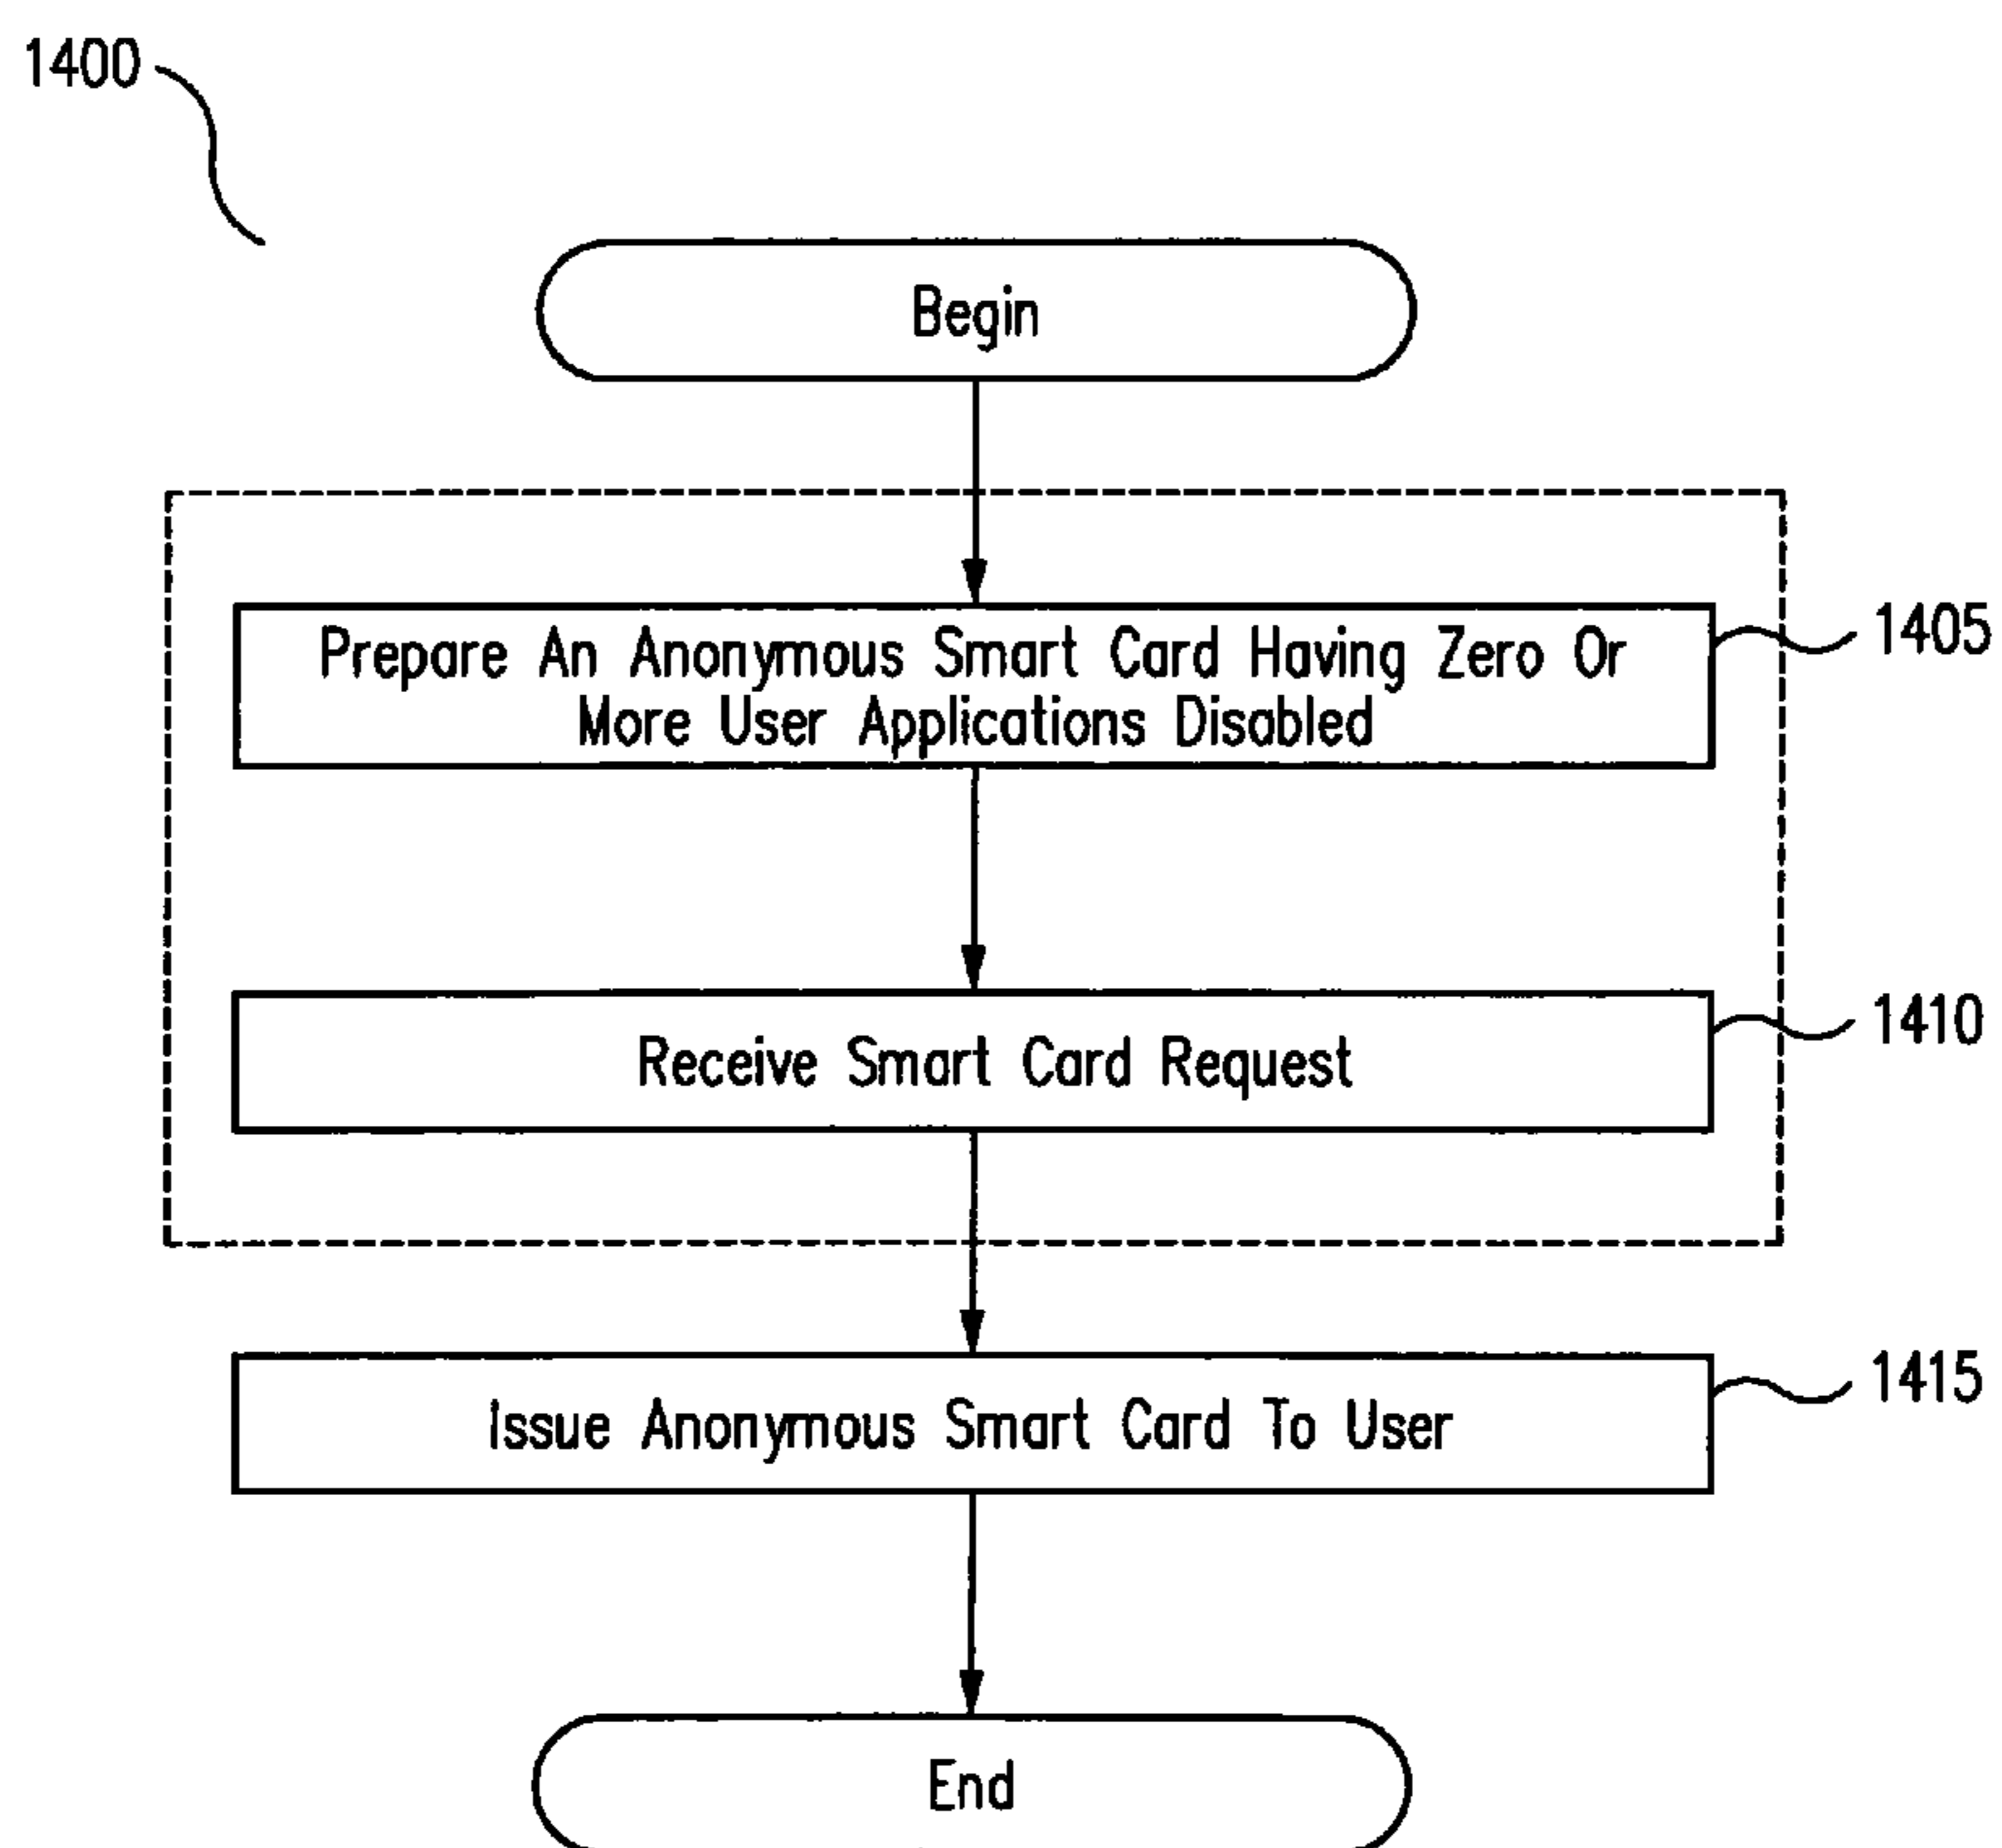 1400
Begin
Prepare An Anonymous Smart Card Having Zero Or
More User Applications Disabled
1405
Receive Smart Card Request
1410
Issue Anonymous Smart Card To User
1415
End